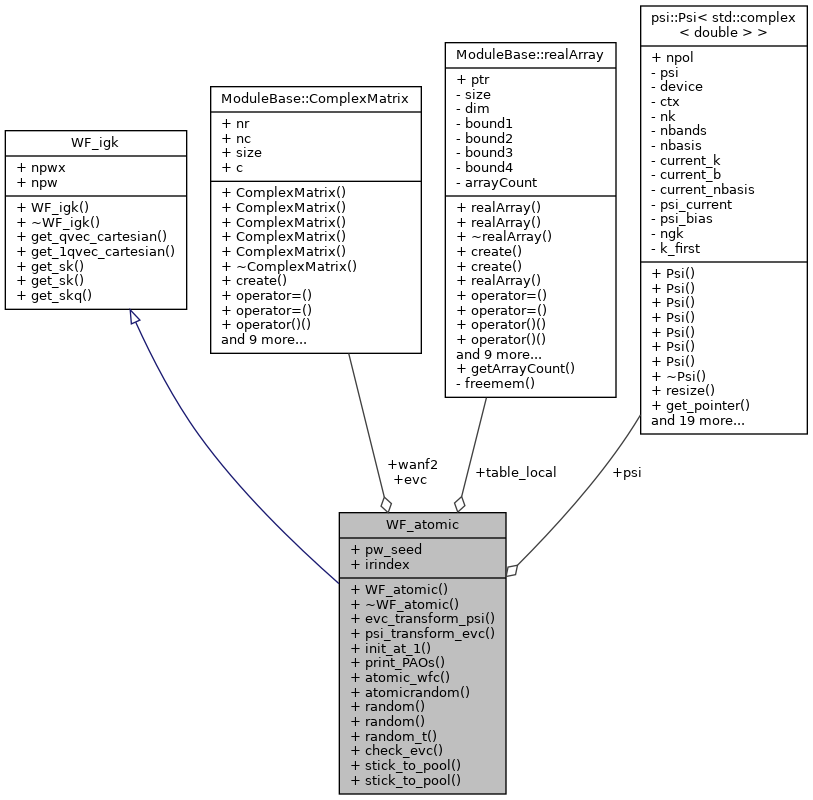 WF_igk
+ npwx
+ npw
+ WF_igk()
+ ~WF_igk()
+ get_qvec_cartesian()
+ get_1qvec_cartesian()
+ get_sk()
+ get_sk()
+ get_skq()
ModuleBase::ComplexMatrix
+ nr
+ nc
+ size
+ c
+ ComplexMatrix()
+ ComplexMatrix()
+ ComplexMatrix()
+ ComplexMatrix()
+ ComplexMatrix()
+ ~ComplexMatrix()
+ create()
+ operator=()
+ operator=()
+ operator()()
and 9 more...
ModuleBase::realArray
+ ptr
- size
- dim
- bound1
- bound2
- bound3
- bound4
- arrayCount
+ realArray()
+ realArray()
+ ~realArray()
+ create()
+ create()
+ realArray()
+ operator=()
+ operator=()
+ operator()()
+ operator()()
and 9 more...
+ getArrayCount()
- freemem()
psi::Psi< std::complex
< double > >
+ npol
- psi
- device
- ctx
- nk
- nbands
- nbasis
- current_k
- current_b
- current_nbasis
- psi_current
- psi_bias
- ngk
- k_first
+ Psi()
+ Psi()
+ Psi()
+ Psi()
+ Psi()
+ Psi()
+ Psi()
+ ~Psi()
+ resize()
+ get_pointer()
and 19 more...
+wanf2
+evc
+table_local
+psi
WF_atomic
+ pw_seed
+ irindex
+ WF_atomic()
+ ~WF_atomic()
+ evc_transform_psi()
+ psi_transform_evc()
+ init_at_1()
+ print_PAOs()
+ atomic_wfc()
+ atomicrandom()
+ random()
+ random()
+ random_t()
+ check_evc()
+ stick_to_pool()
+ stick_to_pool()